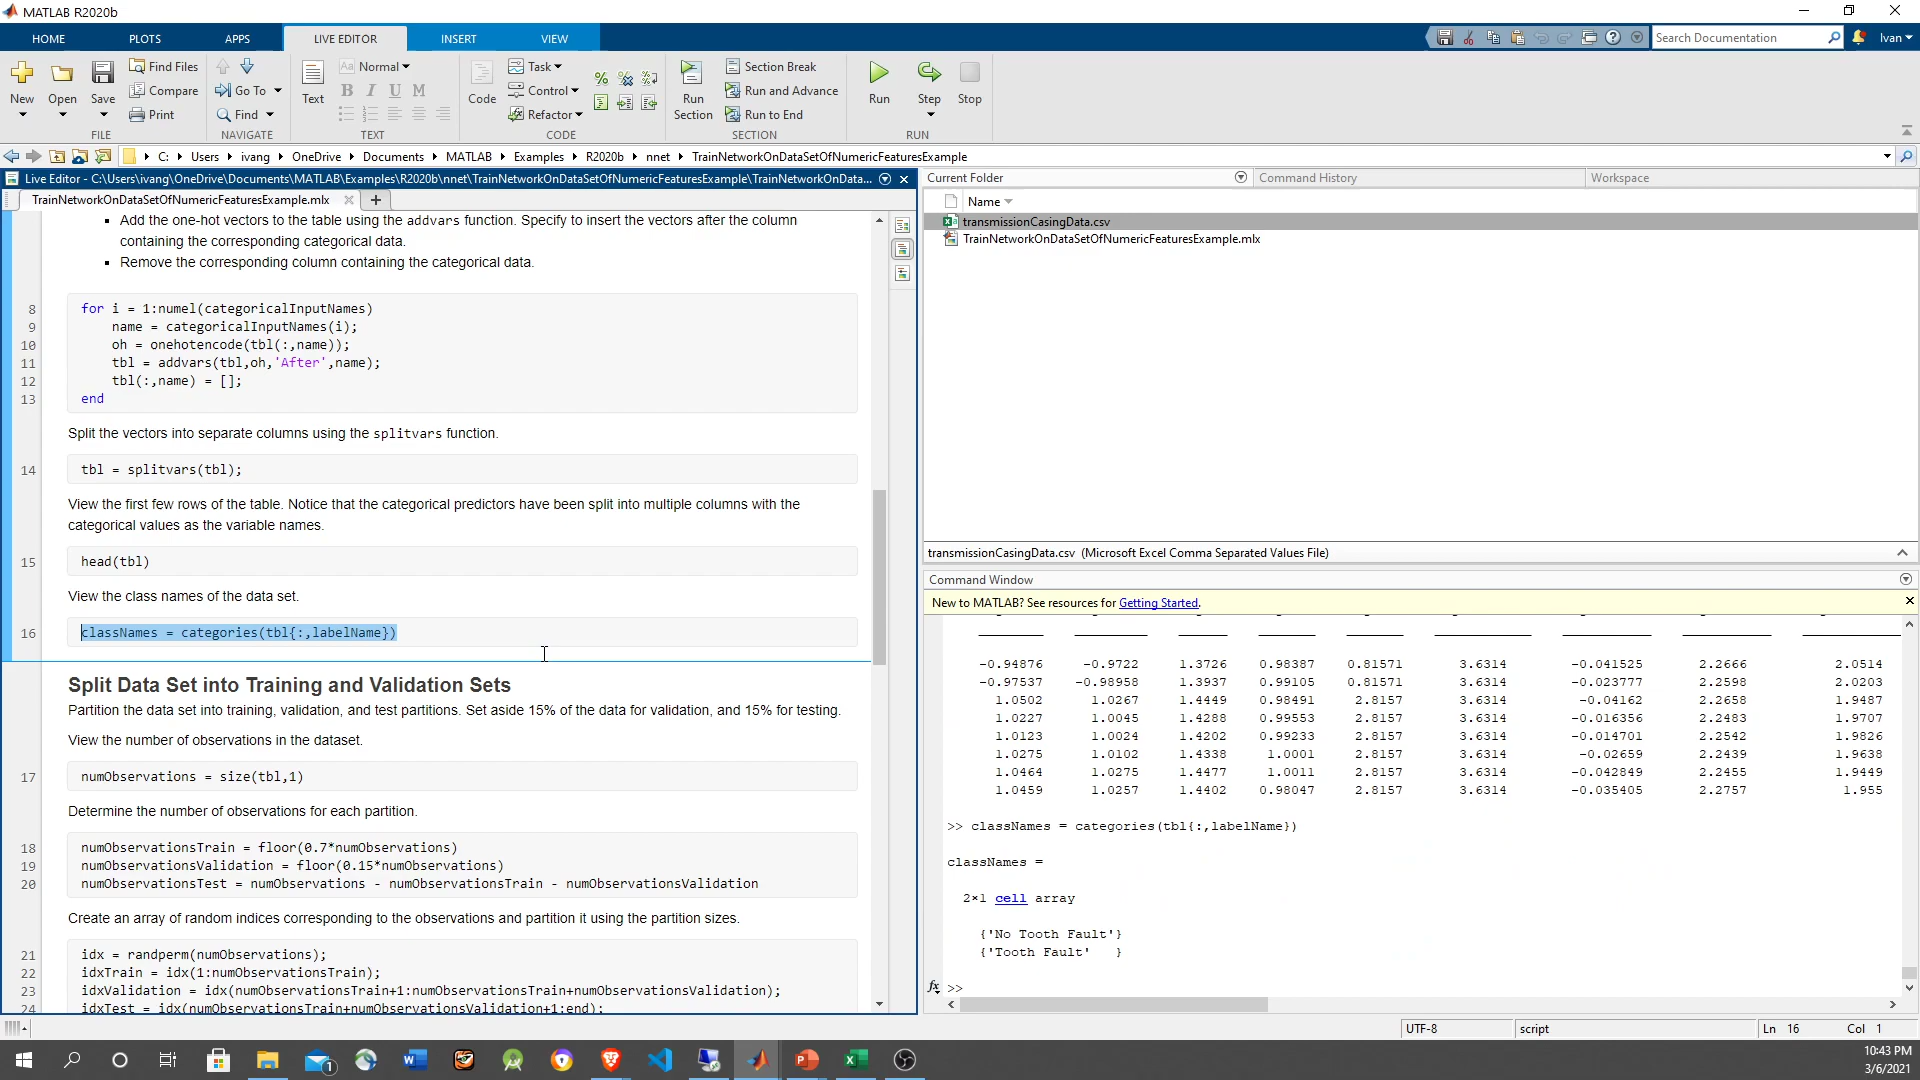 MATLAB R2020b
HOME PLOTS APPS LIVE EDITOR INSERT VIEW Search Documentation Ivan
New Open Save Find Files Compare Print
FILE
Go To Find
NAVIGATE
Text Aa Normal B I U M
TEXT
Code Task Control Refactor
CODE
Run Section Section Break Run and Advance Run to End
SECTION
Run Step Stop
RUN
C: Users ivang OneDrive Documents MATLAB Examples R2020b nnet TrainNetworkOnDataSetOfNumericFeaturesExample
Live Editor - C:\Users\ivang\OneDrive\Documents\MATLAB\Examples\R2020b\nnet\TrainNetworkOnDataSetOfNumericFeaturesExample\TrainNetworkOnData...
TrainNetworkOnDataSetOfNumericFeaturesExample.mlx
Add the one-hot vectors to the table using the addvars function. Specify to insert the vectors after the column
containing the corresponding categorical data.
Remove the corresponding column containing the categorical data.
8 for i = 1:numel(categoricalInputNames)
9 name = categoricalInputNames(i);
10 oh = onehotencode(tbl(:,name));
11 tbl = addvars(tbl,oh,'After',name);
12 tbl(:,name) = [];
13 end
Split the vectors into separate columns using the splitvars function.
14 tbl = splitvars(tbl);
View the first few rows of the table. Notice that the categorical predictors have been split into multiple columns with the
categorical values as the variable names.
15 head(tbl)
View the class names of the data set.
16 classNames = categories(tbl{:,labelName})
Split Data Set into Training and Validation Sets
Partition the data set into training, validation, and test partitions. Set aside 15% of the data for validation, and 15% for testing.
View the number of observations in the dataset.
17 numObservations = size(tbl,1)
Determine the number of observations for each partition.
18 numObservationsTrain = floor(0.7*numObservations)
19 numObservationsValidation = floor(0.15*numObservations)
20 numObservationsTest = numObservations - numObservationsTrain - numObservationsValidation
Create an array of random indices corresponding to the observations and partition it using the partition sizes.
21 idx = randperm(numObservations);
22 idxTrain = idx(1:numObservationsTrain);
23 idxValidation = idx(numObservationsTrain+1:numObservationsTrain+numObservationsValidation);
24 idxTest = idx(numObservationsTrain+numObservationsValidation+1:end);
Current Folder Command History Workspace
Name
transmissionCasingData.csv
TrainNetworkOnDataSetOfNumericFeaturesExample.mlx
transmissionCasingData.csv (Microsoft Excel Comma Separated Values File)
Command Window
New to MATLAB? See resources for Getting Started.
-0.94876 -0.9722 1.3726 0.98387 0.81571 3.6314 -0.041525 2.2666 2.0514
-0.97537 -0.98958 1.3937 0.99105 0.81571 3.6314 -0.023777 2.2598 2.0203
1.0502 1.0267 1.4449 0.98491 2.8157 3.6314 -0.04162 2.2658 1.9487
1.0227 1.0045 1.4288 0.99553 2.8157 3.6314 -0.016356 2.2483 1.9707
1.0123 1.0024 1.4202 0.99233 2.8157 3.6314 -0.014701 2.2542 1.9826
1.0275 1.0102 1.4338 1.0001 2.8157 3.6314 -0.02659 2.2439 1.9638
1.0464 1.0275 1.4477 1.0011 2.8157 3.6314 -0.042849 2.2455 1.9449
1.0459 1.0257 1.4402 0.98047 2.8157 3.6314 -0.035405 2.2757 1.955
>> classNames = categories(tbl{:,labelName})
classNames =
2×1 cell array
{'No Tooth Fault'}
{'Tooth Fault' }
fx >>
UTF-8 script Ln 16 Col 1
10:43 PM
3/6/2021